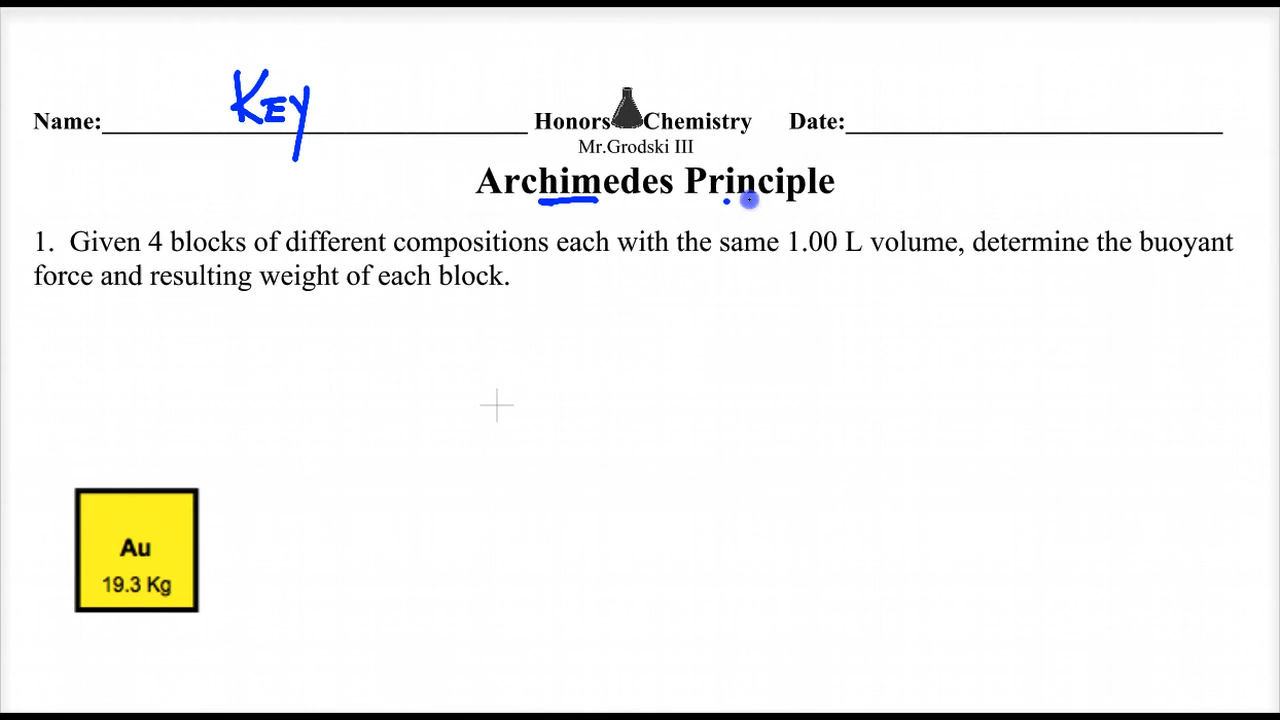 KEY
Name:____________________ Honors Chemistry Date:____________________
Mr.Grodski III
Archimedes Principle
1. Given 4 blocks of different compositions each with the same 1.00 L volume, determine the buoyant
force and resulting weight of each block.
Au
19.3 Kg